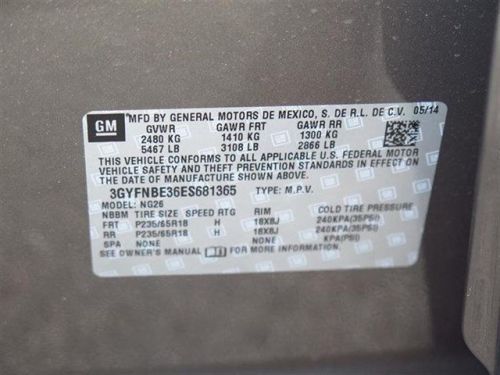 GM MFD BY GENERAL MOTORS DE MEXICO, S. DE R.L. DE C.V. 05/14
GVWR GAWR FRT GAWR RR
2480 KG 1410 KG 1300 KG
5467 LB 3108 LB 2866 LB
THIS VEHICLE CONFORMS TO ALL APPLICABLE U.S. FEDERAL MOTOR
VEHICLE SAFETY AND THEFT PREVENTION STANDARDS IN EFFECT ON
THE DATE OF MANUFACTURE SHOWN ABOVE.
3GYFNBE36ES681365 TYPE: M.P.V.
MODEL: NG26
NBBM TIRE SIZE SPEED RTG RIM COLD TIRE PRESSURE
FRT P235/65R18 H 18X8J 240KPA(35PSI)
RR P235/65R18 H 18X8J 240KPA(35PSI)
SPA NONE NONE KPA(PSI)
SEE OWNER'S MANUAL FOR MORE INFORMATION.